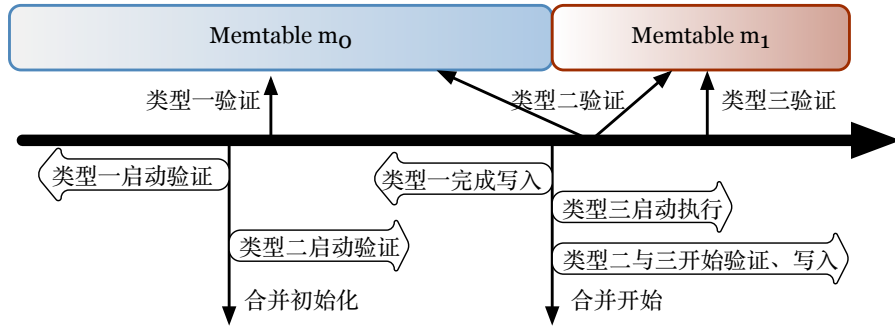 Memtable m0
Memtable m1
类型一验证
类型二验证
类型三验证
类型一启动验证
类型一完成写入
类型三启动执行
类型二启动验证
类型二与三开始验证、写入
合并初始化
合并开始